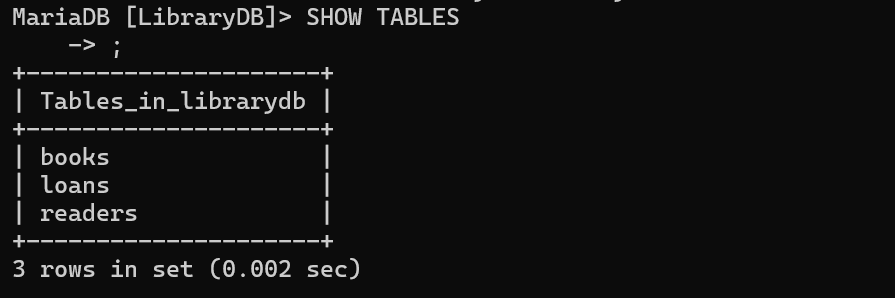 MariaDB [LibraryDB]> SHOW TABLES
    -> ;
+---------------------+
| Tables_in_librarydb |
+---------------------+
| books               |
| loans               |
| readers             |
+---------------------+
3 rows in set (0.002 sec)